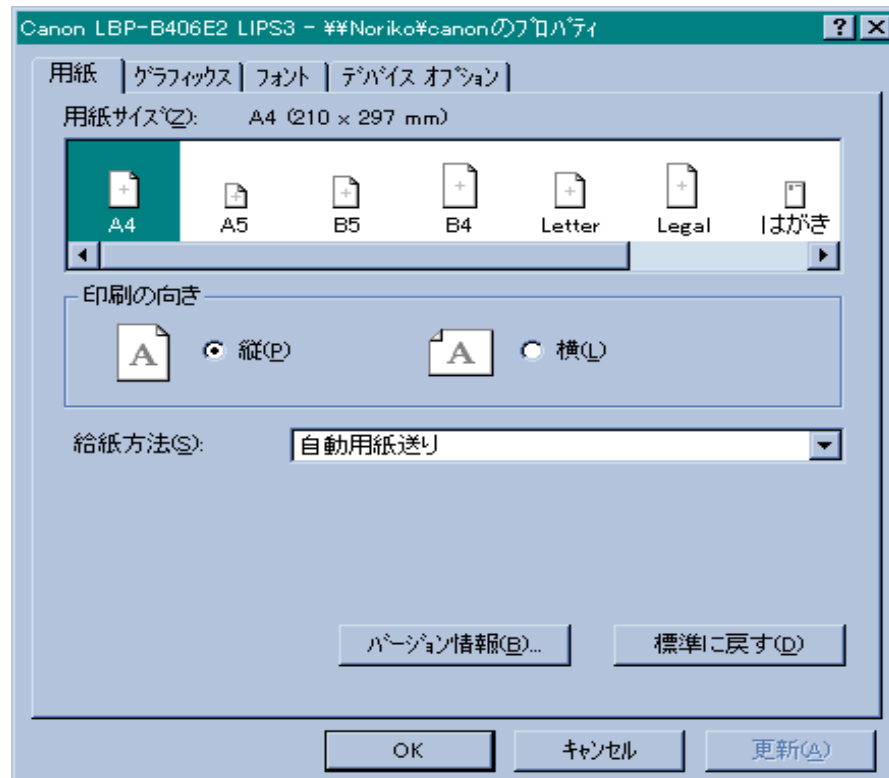 Canon LBP-B406E2 LIPS3 - ¥¥Noriko¥canonのﾌﾟﾛﾊﾟﾃｨ
用紙 ｸﾞﾗﾌｨｯｸｽ ﾌｫﾝﾄ ﾃﾞﾊﾞｲｽ ｵﾌﾟｼｮﾝ
用紙ｻｲｽﾞ(Z): A4 (210 × 297 mm)
A4 A5 B5 B4 Letter Legal はがき
印刷の向き
A 縦(P) A 横(L)
給紙方法(S): 自動用紙送り
ﾊﾞｰｼﾞｮﾝ情報(B)... 標準に戻す(D)
OK ｷｬﾝｾﾙ 更新(A)